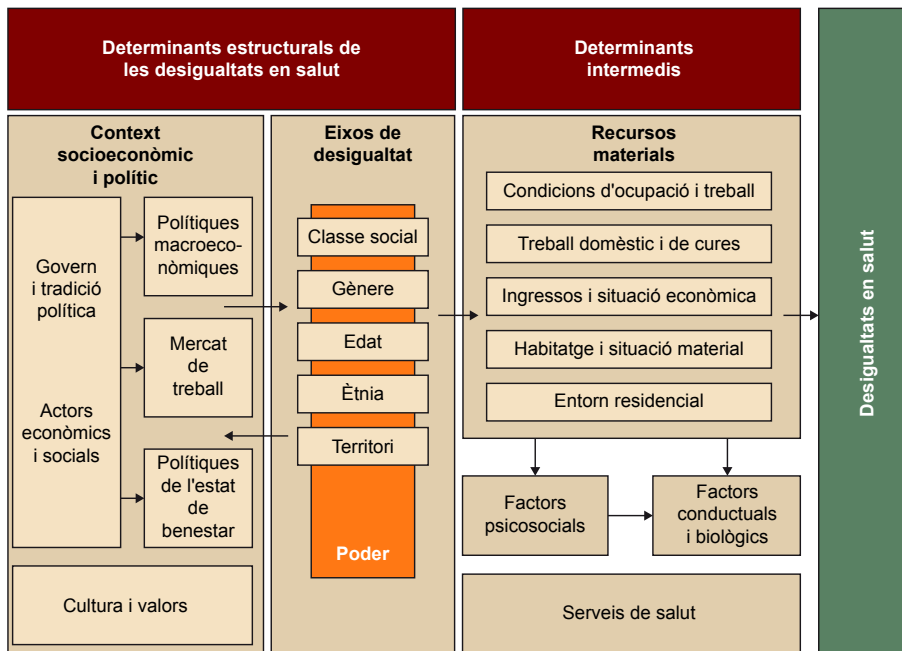 Determinants estructurals de
les desigualtats en salut
Determinants
intermedis
Context
socioeconòmic
i polític
Govern
i tradició
política
Actors
econòmics
i socials
Polítiques
macroeco-
nòmiques
Mercat
de
treball
Polítiques
de l'estat
de
benestar
Cultura i valors
Eixos de
desigualtat
Classe social
Gènere
Edat
Ètnia
Territori
Poder
Recursos
materials
Condicions d'ocupació i treball
Treball domèstic i de cures
Ingressos i situació econòmica
Habitatge i situació material
Entorn residencial
Factors
psicosocials
Factors
conductuals
i biològics
Serveis de salut
Desigualtats en salut